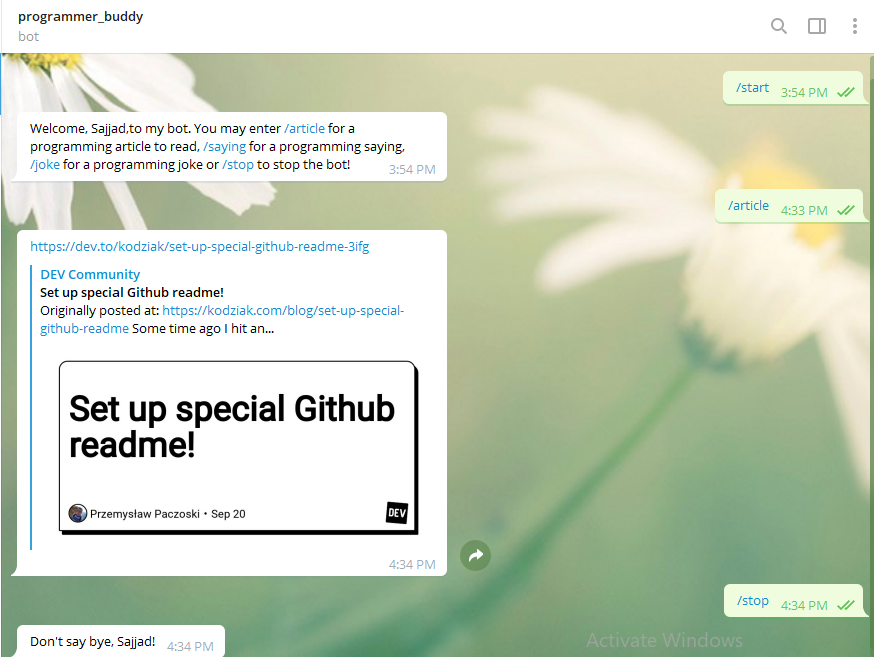 programmer_buddy
bot
/start 3:54 PM
Welcome, Sajjad,to my bot. You may enter /article for a
programming article to read, /saying for a programming saying,
/joke for a programming joke or /stop to stop the bot!
3:54 PM
/article 4:33 PM
https://dev.to/kodziak/set-up-special-github-readme-3ifg
DEV Community
Set up special Github readme!
Originally posted at: https://kodziak.com/blog/set-up-special-
github-readme Some time ago I hit an...
Set up special Github
readme!
Przemysław Paczoski • Sep 20
DEV
4:34 PM
/stop 4:34 PM
Don't say bye, Sajjad! 4:34 PM
Activate Windows